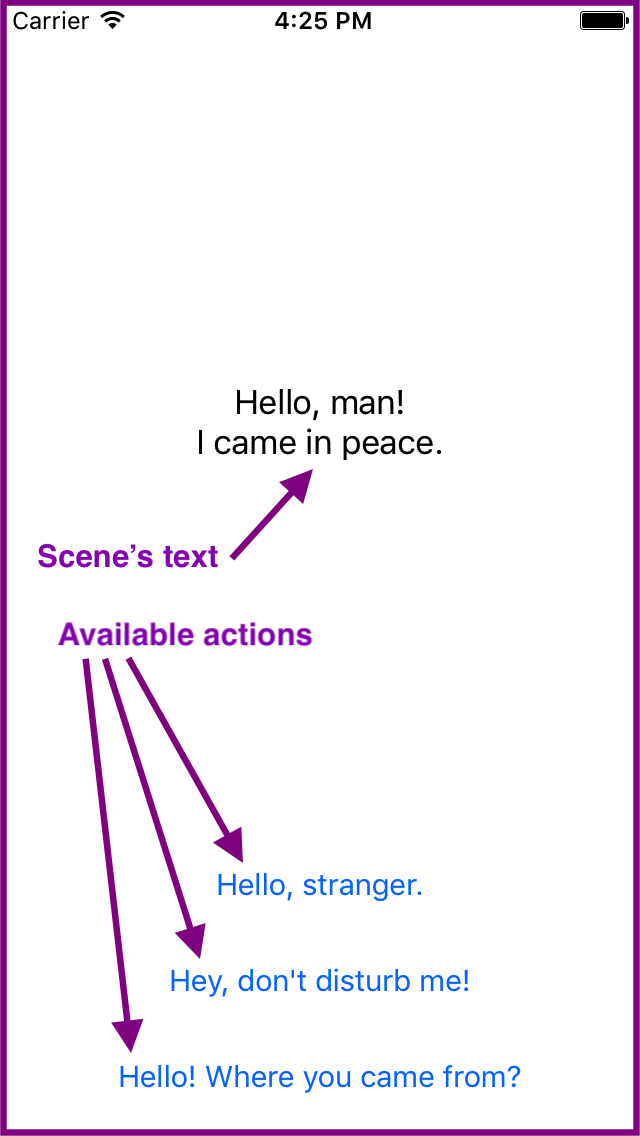 Carrier 4:25 PM
Hello, man!
I came in peace.
Scene’s text
Available actions
Hello, stranger.
Hey, don't disturb me!
Hello! Where you came from?